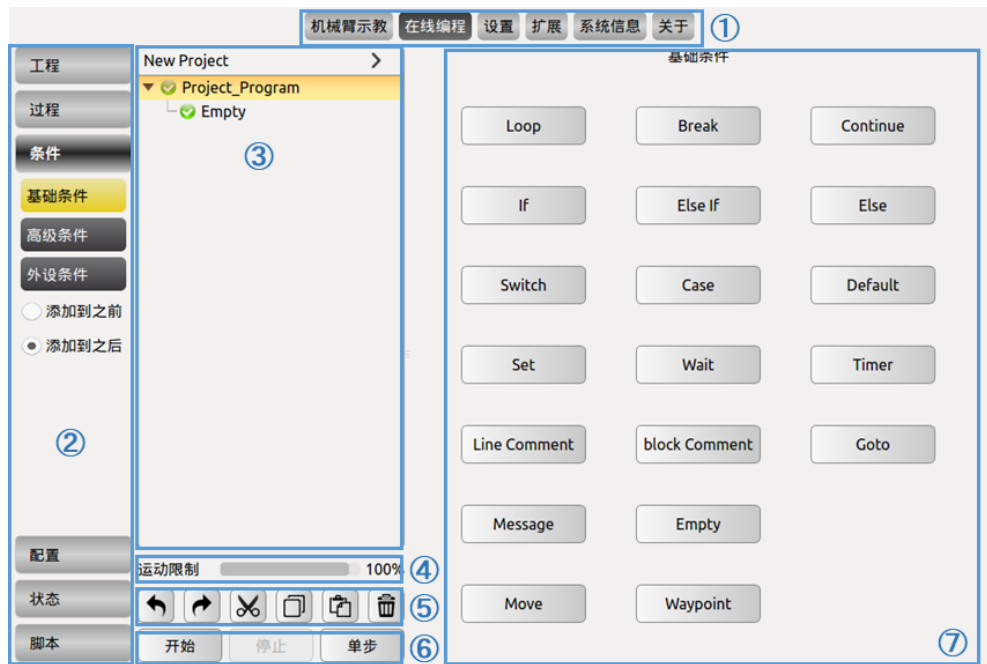 机械臂示教 在线编程 设置 扩展 系统信息 关于 ①
工程
过程
条件
基础条件
高级条件
外设条件
添加到之前
添加到之后
②
配置
状态
脚本
New Project
Project_Program
Empty
③
运动限制 100% ④
⑤
开始 停止 单步 ⑥
基础条件
Loop Break Continue
If Else If Else
Switch Case Default
Set Wait Timer
Line Comment block Comment Goto
Message Empty
Move Waypoint
⑦